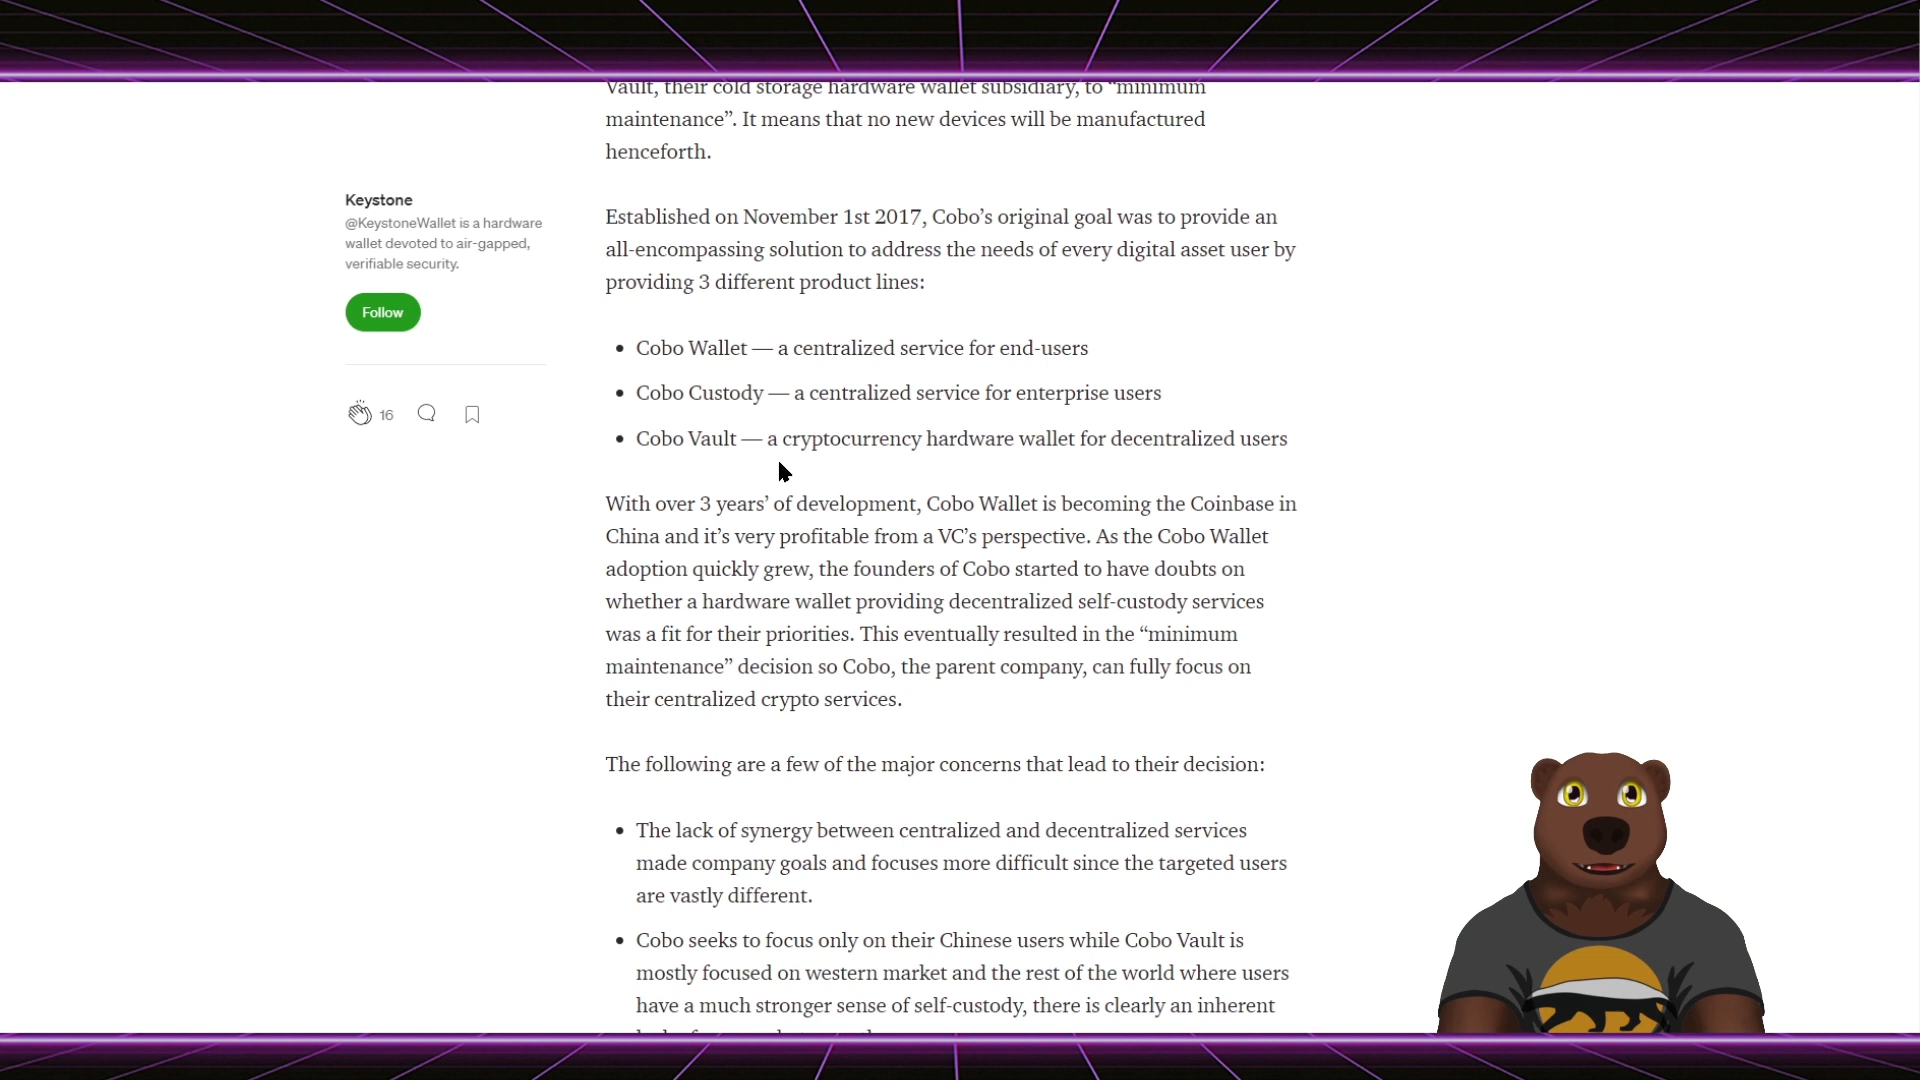 Vault, their cold storage hardware wallet subsidiary, to “minimum
maintenance”. It means that no new devices will be manufactured
henceforth.
Keystone
@KeystoneWallet is a hardware
wallet devoted to air-gapped,
verifiable security.
Follow
16
Established on November 1st 2017, Cobo’s original goal was to provide an
all-encompassing solution to address the needs of every digital asset user by
providing 3 different product lines:
• Cobo Wallet — a centralized service for end-users
• Cobo Custody — a centralized service for enterprise users
• Cobo Vault — a cryptocurrency hardware wallet for decentralized users
With over 3 years’ of development, Cobo Wallet is becoming the Coinbase in
China and it’s very profitable from a VC’s perspective. As the Cobo Wallet
adoption quickly grew, the founders of Cobo started to have doubts on
whether a hardware wallet providing decentralized self-custody services
was a fit for their priorities. This eventually resulted in the “minimum
maintenance” decision so Cobo, the parent company, can fully focus on
their centralized crypto services.
The following are a few of the major concerns that lead to their decision:
• The lack of synergy between centralized and decentralized services
made company goals and focuses more difficult since the targeted users
are vastly different.
• Cobo seeks to focus only on their Chinese users while Cobo Vault is
mostly focused on western market and the rest of the world where users
have a much stronger sense of self-custody, there is clearly an inherent